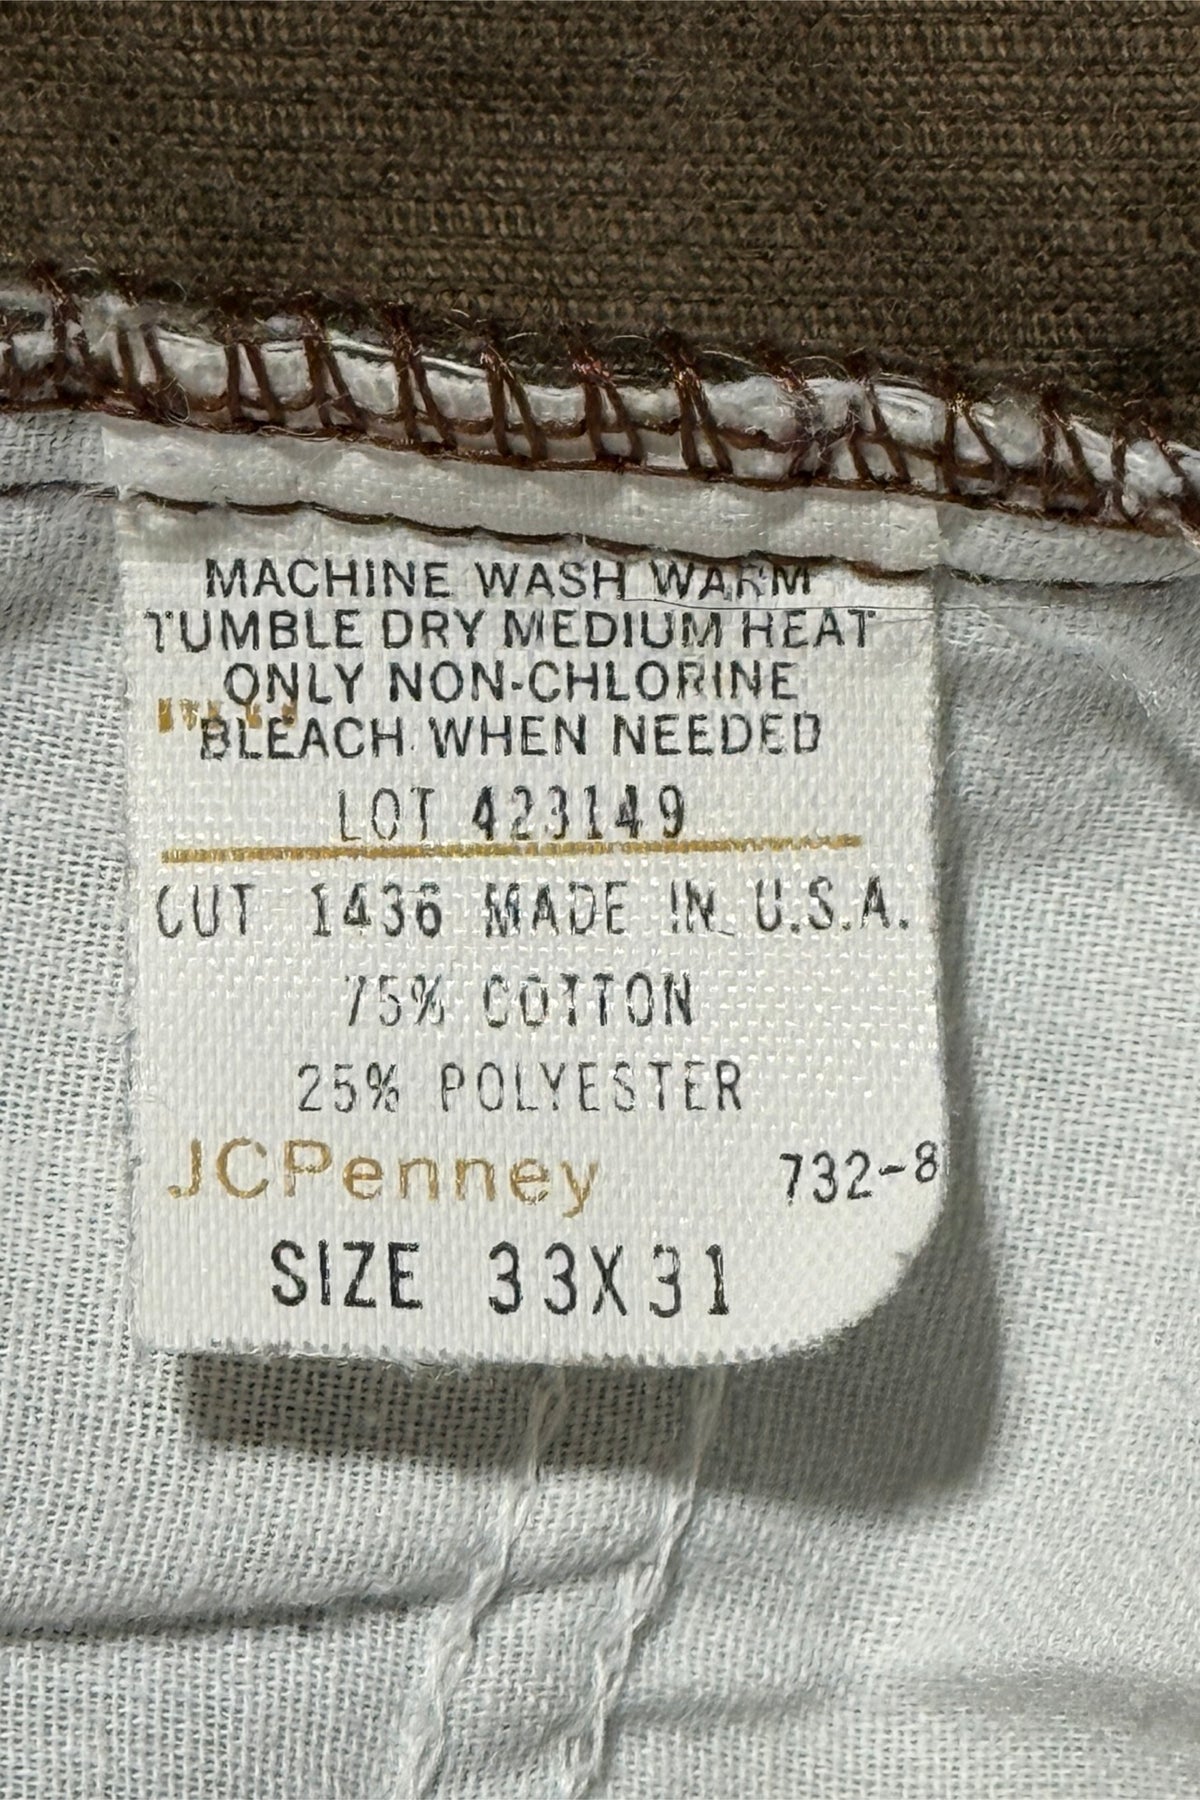 MACHINE WASH WARM
TUMBLE DRY MEDIUM HEAT
ONLY NON-CHLORINE
BLEACH WHEN NEEDED
LOT 423149
CUT 1436 MADE IN U.S.A.
75% COTTON
25% POLYESTER
JCPenney 732-8
SIZE 33X31